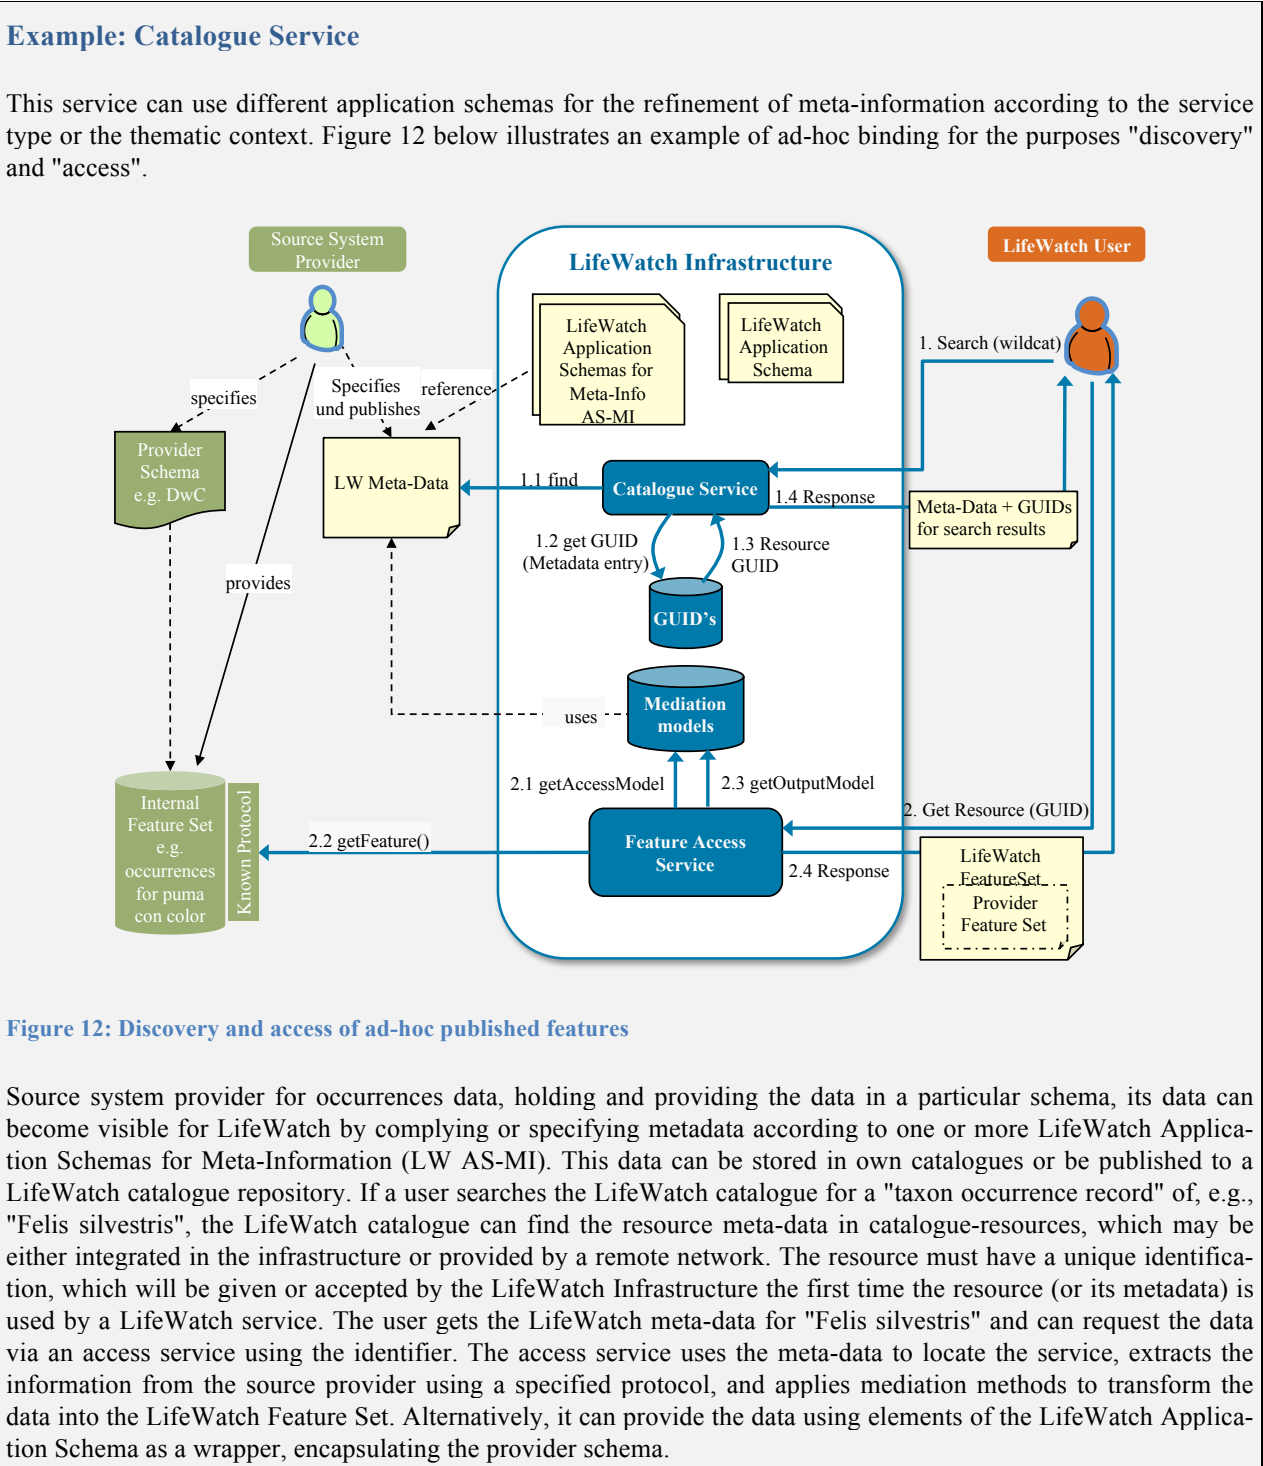 Example: Catalogue Service
This service can use different application schemas for the refinement of meta-information according to the service
type or the thematic context. Figure 12 below illustrates an example of ad-hoc binding for the purposes "discovery"
and "access".
Source System
Provider
LifeWatch Infrastructure
LifeWatch User
LifeWatch
Application
Schemas for
Meta-Info
AS-MI
LifeWatch
Application
Schema
1. Search (wildcat)
specifies
Specifies
und publishes
reference
Provider
Schema
e.g. DwC
LW Meta-Data
1.1 find
Catalogue Service
1.4 Response
Meta-Data + GUIDs
for search results
1.2 get GUID
(Metadata entry)
1.3 Resource
GUID
provides
GUID's
Mediation
models
uses
2.1 getAccessModel
2.3 getOutputModel
Internal
Feature Set
e.g.
occurrences
for puma
con color
Known Protocol
2.2 getFeature()
Feature Access
Service
2. Get Resource (GUID)
2.4 Response
LifeWatch
FeatureSet
Provider
Feature Set
Figure 12: Discovery and access of ad-hoc published features
Source system provider for occurrences data, holding and providing the data in a particular schema, its data can
become visible for LifeWatch by complying or specifying metadata according to one or more LifeWatch Applica-
tion Schemas for Meta-Information (LW AS-MI). This data can be stored in own catalogues or be published to a
LifeWatch catalogue repository. If a user searches the LifeWatch catalogue for a "taxon occurrence record" of, e.g.,
"Felis silvestris", the LifeWatch catalogue can find the resource meta-data in catalogue-resources, which may be
either integrated in the infrastructure or provided by a remote network. The resource must have a unique identifica-
tion, which will be given or accepted by the LifeWatch Infrastructure the first time the resource (or its metadata) is
used by a LifeWatch service. The user gets the LifeWatch meta-data for "Felis silvestris" and can request the data
via an access service using the identifier. The access service uses the meta-data to locate the service, extracts the
information from the source provider using a specified protocol, and applies mediation methods to transform the
data into the LifeWatch Feature Set. Alternatively, it can provide the data using elements of the LifeWatch Applica-
tion Schema as a wrapper, encapsulating the provider schema.